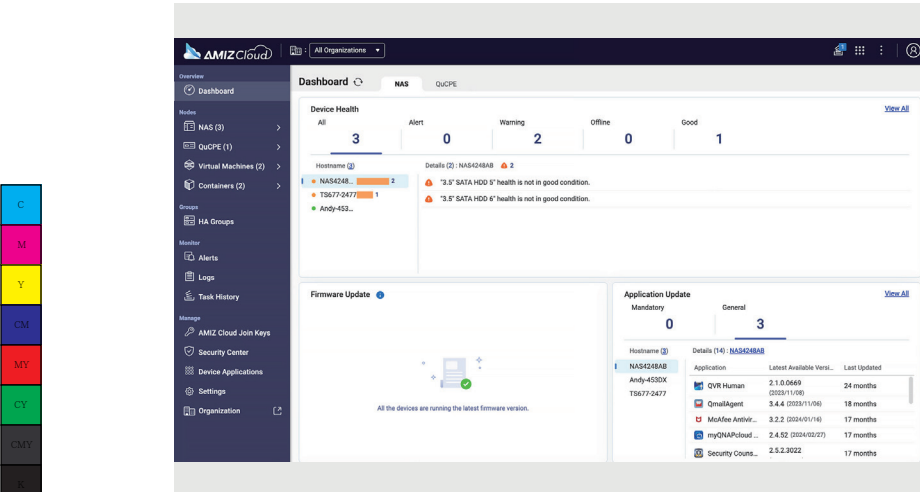 AMIZCloud
All Organizations
1
Overview
Dashboard
Nodes
NAS (3)
QuCPE (1)
Virtual Machines (2)
Containers (2)
Groups
HA Groups
Monitor
Alerts
Logs
Task History
Manage
AMIZ Cloud Join Keys
Security Center
Device Applications
Settings
Organization
Dashboard
NAS
QuCPE
Device Health
View All
All
Alert
Warning
Offline
Good
3
0
2
0
1
Hostname (3)
Details (2) : NAS4248AB 2
NAS4248... 2
TS677-2477 1
Andy-453...
"3.5" SATA HDD 5" health is not in good condition.
"3.5" SATA HDD 6" health is not in good condition.
Firmware Update
All the devices are running the latest firmware version.
Application Update
View All
Mandatory
General
0
3
Hostname (3)
Details (14) : NAS4248AB
NAS4248AB
Andy-453DX
TS677-2477
Application Latest Available Versi... Last Updated
QVR Human 2.1.0.0669 (2023/11/08) 24 months
QmailAgent 3.4.4 (2023/11/06) 18 months
McAfee Antivir... 3.2.2 (2024/01/16) 17 months
myQNAPcloud ... 2.4.52 (2024/02/27) 17 months
Security Couns... 2.5.2.3022 17 months
C
M
Y
CM
MY
CY
CMY
K